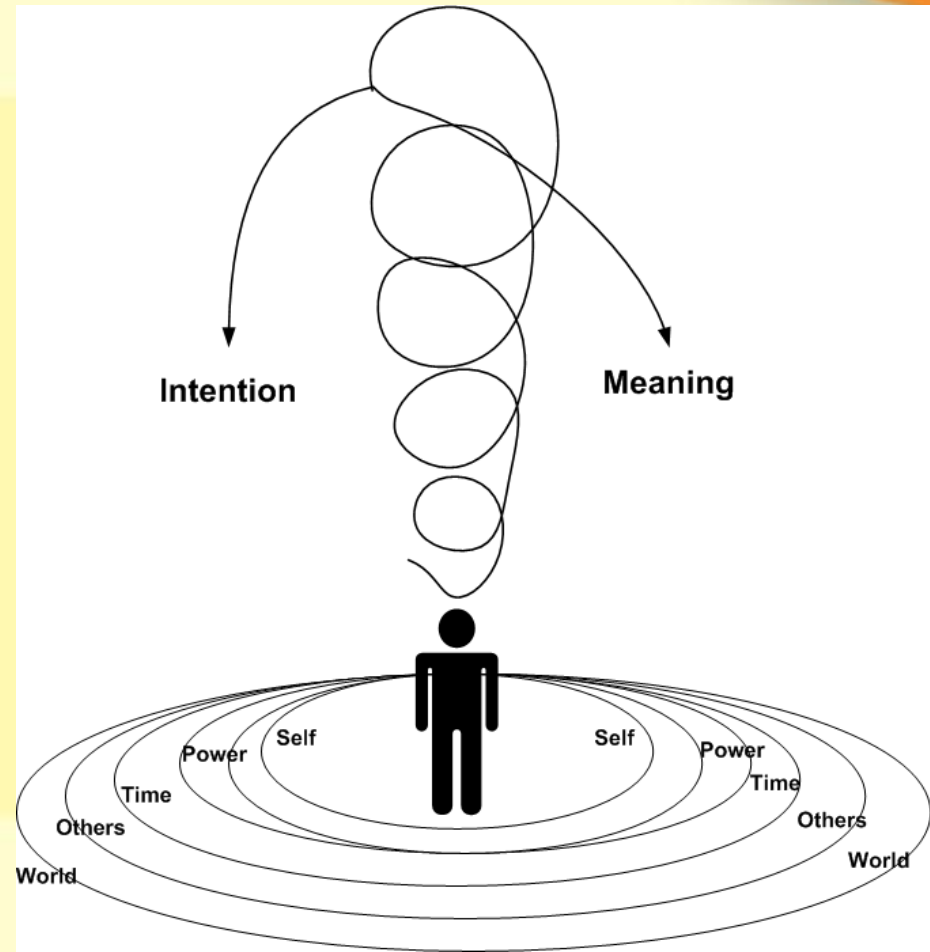 Intention
Meaning
Self
Self
Power
Power
Time
Time
Others
Others
World
World